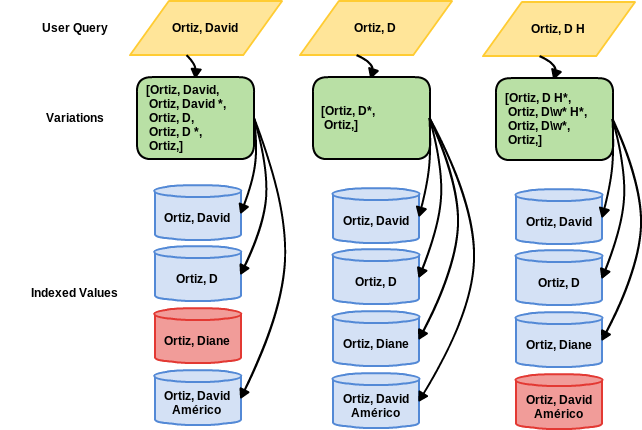 User Query
Ortiz, David
Ortiz, D
Ortiz, D H
Variations
[Ortiz, David,
Ortiz, David *,
Ortiz, D,
Ortiz, D *,
Ortiz,]
[Ortiz, D*,
Ortiz,]
[Ortiz, D H*,
Ortiz, D\w* H*,
Ortiz, D\w*,
Ortiz,]
Indexed Values
Ortiz, David
Ortiz, D
Ortiz, Diane
Ortiz, David
Américo
Ortiz, David
Ortiz, D
Ortiz, Diane
Ortiz, David
Américo
Ortiz, David
Ortiz, D
Ortiz, Diane
Ortiz, David
Américo